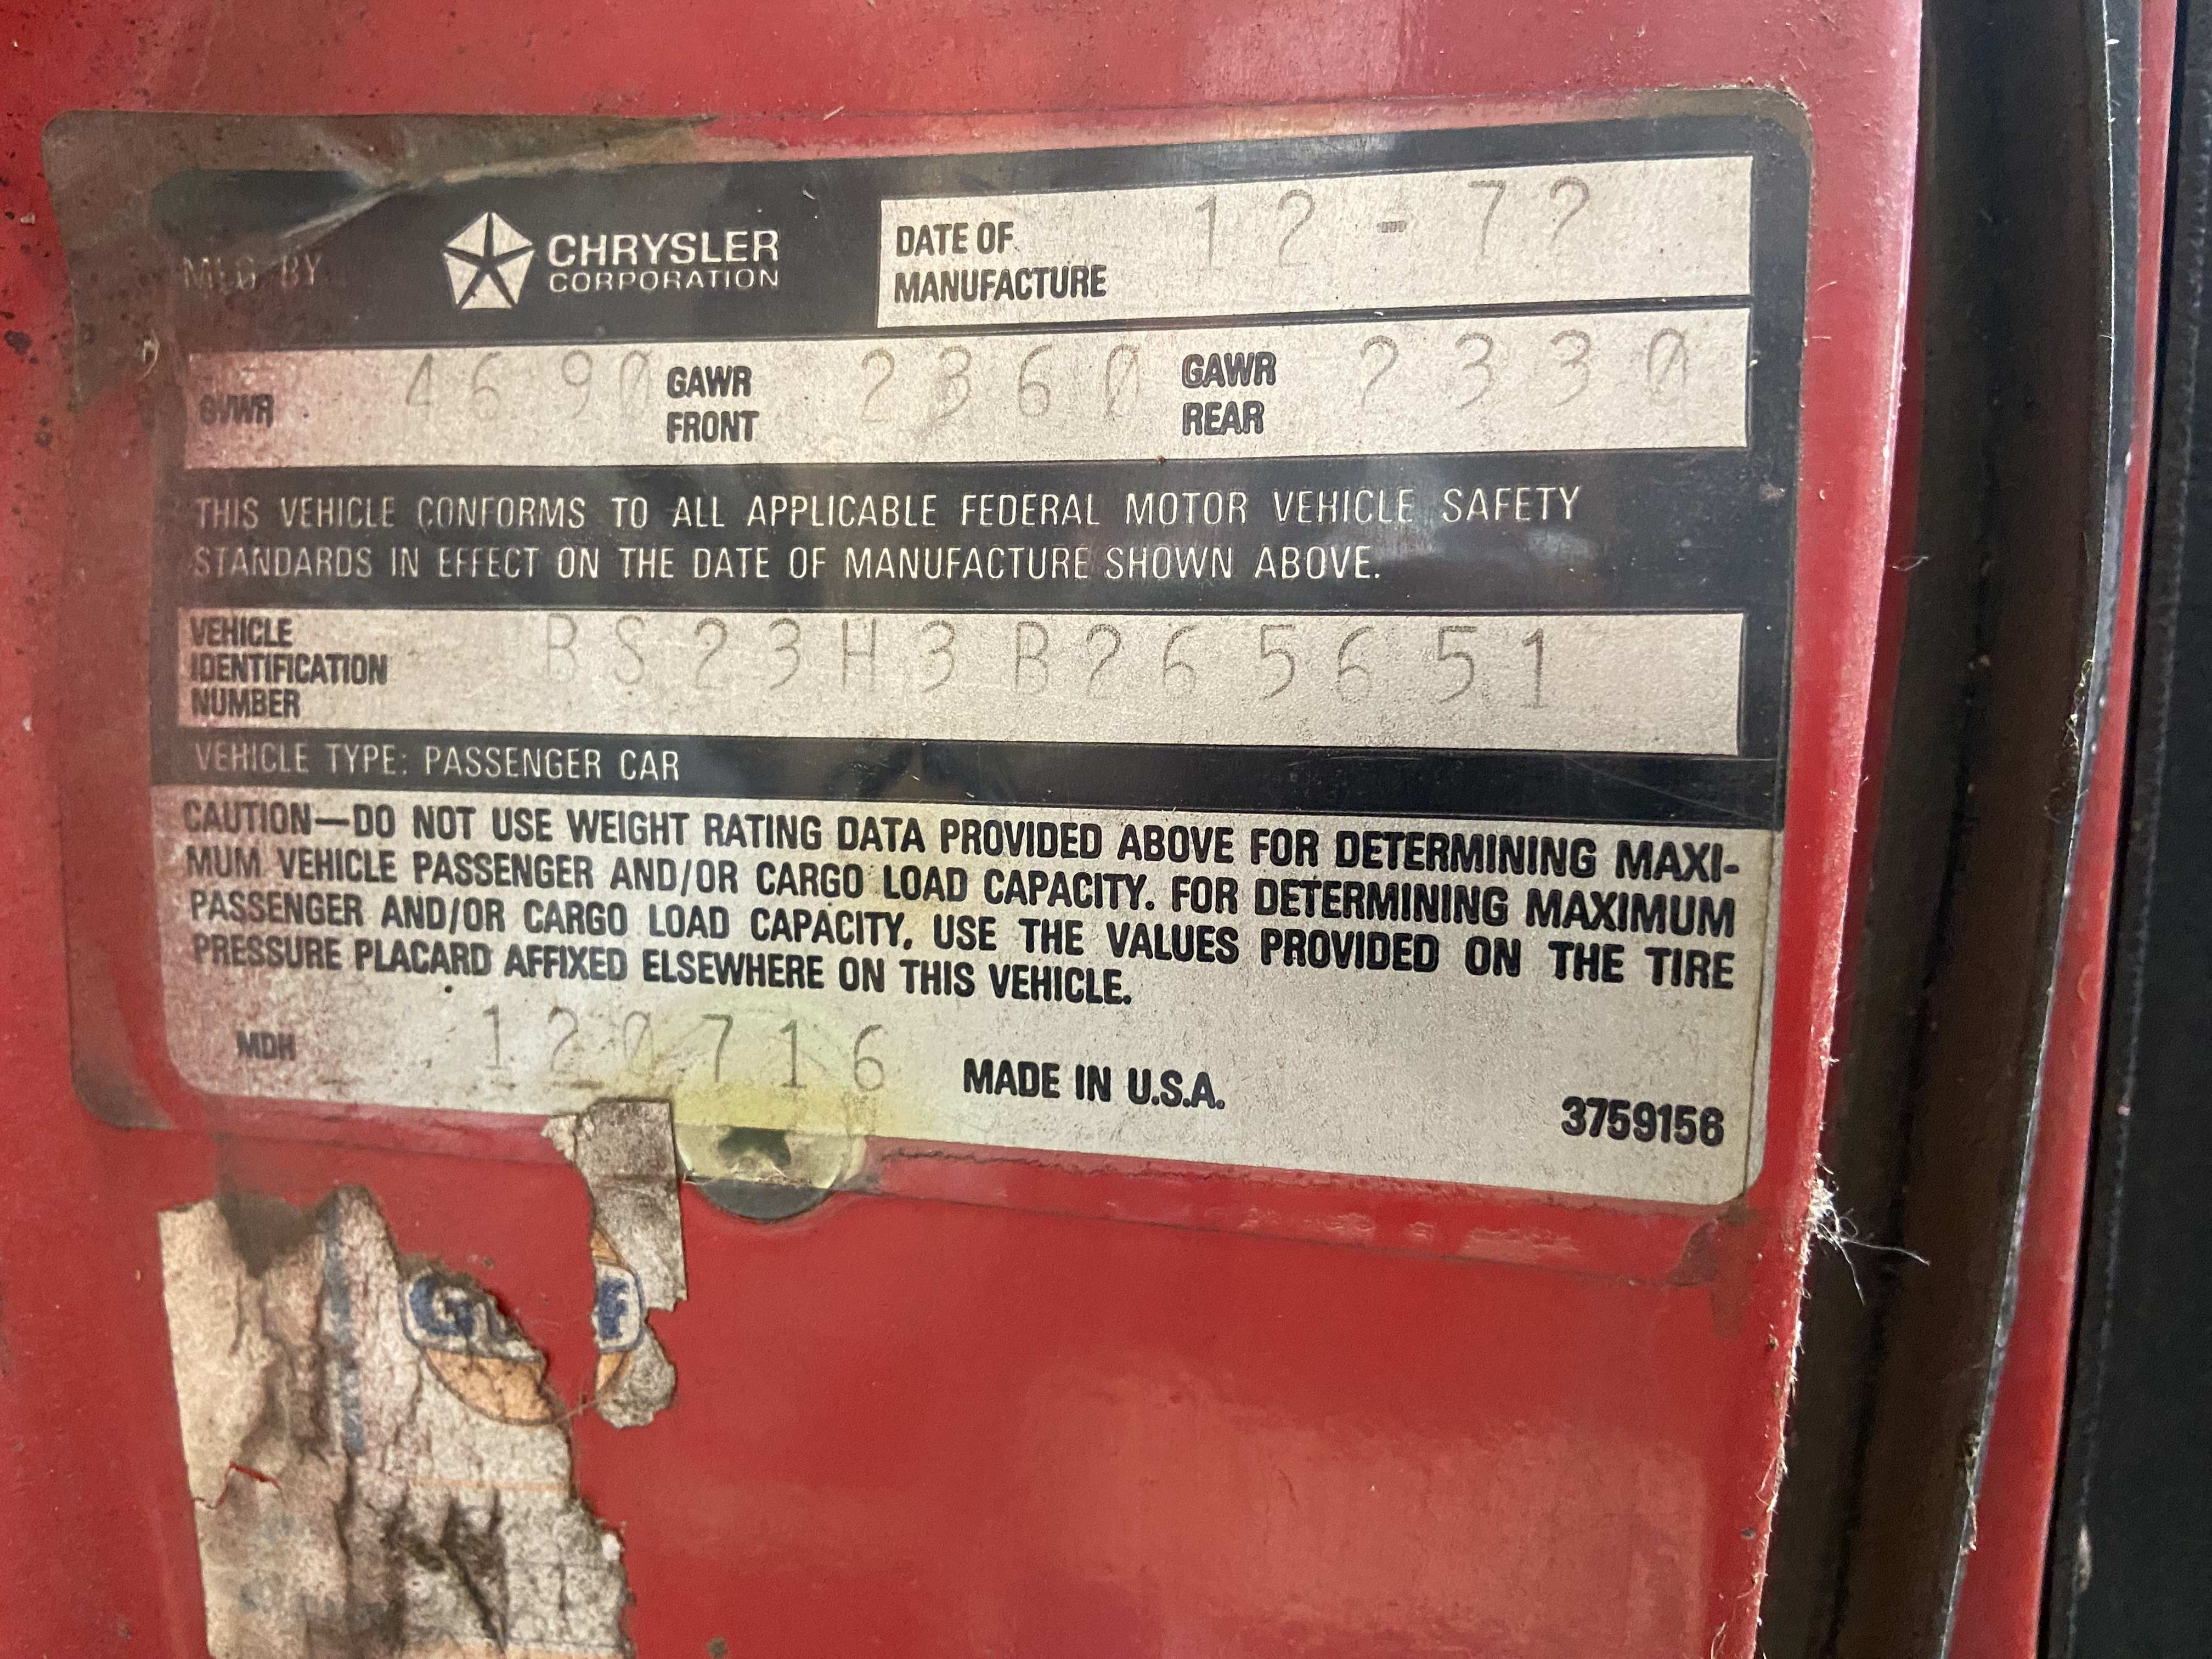 MFG BY CHRYSLER CORPORATION
DATE OF MANUFACTURE 12-72
GVWR 4690 GAWR FRONT 2360 GAWR REAR 2330
THIS VEHICLE CONFORMS TO ALL APPLICABLE FEDERAL MOTOR VEHICLE SAFETY
STANDARDS IN EFFECT ON THE DATE OF MANUFACTURE SHOWN ABOVE.
VEHICLE IDENTIFICATION NUMBER BS23H3B265651
VEHICLE TYPE: PASSENGER CAR
CAUTION—DO NOT USE WEIGHT RATING DATA PROVIDED ABOVE FOR DETERMINING MAXI-
MUM VEHICLE PASSENGER AND/OR CARGO LOAD CAPACITY. FOR DETERMINING MAXIMUM
PASSENGER AND/OR CARGO LOAD CAPACITY, USE THE VALUES PROVIDED ON THE TIRE
PRESSURE PLACARD AFFIXED ELSEWHERE ON THIS VEHICLE.
MDH 120716 MADE IN U.S.A. 3759156